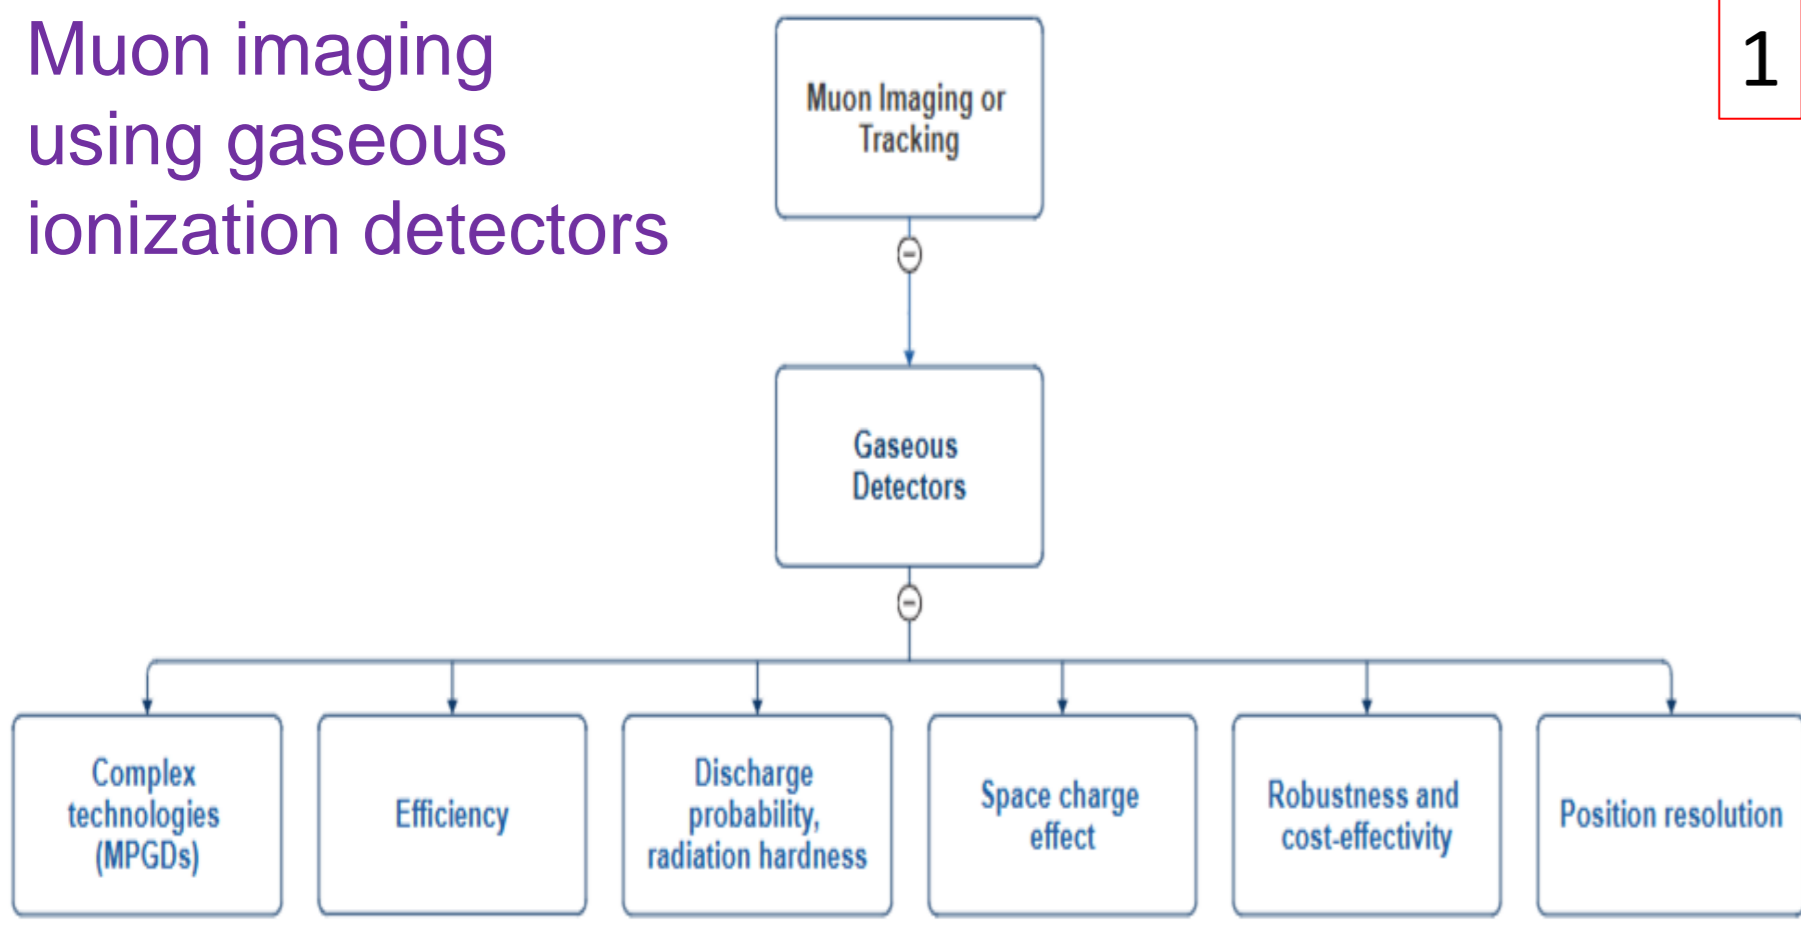 Muon imaging
using gaseous
ionization detectors
1
Muon Imaging or
Tracking
Gaseous
Detectors
Complex
technologies
(MPGDs)
Efficiency
Discharge
probability,
radiation hardness
Space charge
effect
Robustness and
cost-effectivity
Position resolution